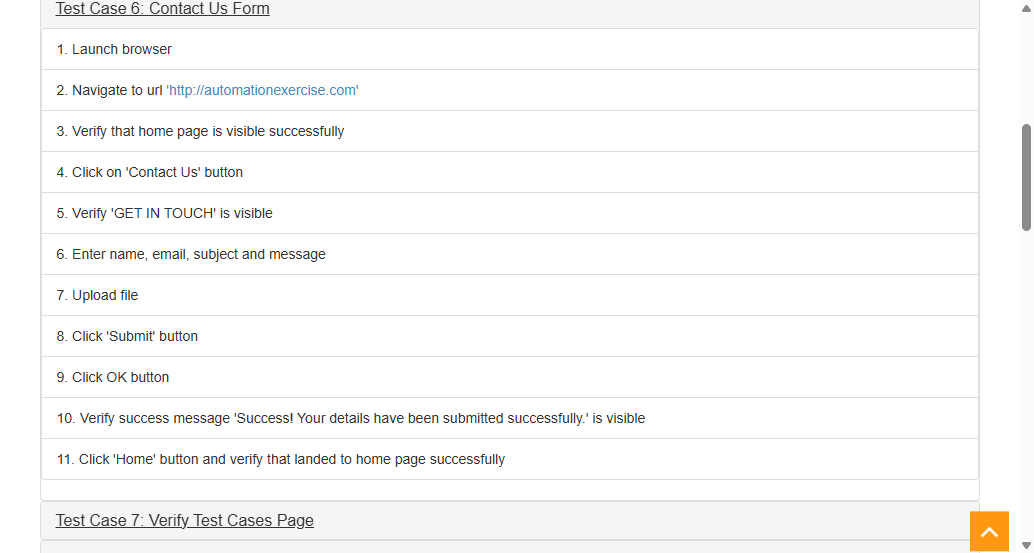 Test Case 6: Contact Us Form
1. Launch browser
2. Navigate to url 'http://automationexercise.com'
3. Verify that home page is visible successfully
4. Click on 'Contact Us' button
5. Verify 'GET IN TOUCH' is visible
6. Enter name, email, subject and message
7. Upload file
8. Click 'Submit' button
9. Click OK button
10. Verify success message 'Success! Your details have been submitted successfully.' is visible
11. Click 'Home' button and verify that landed to home page successfully
Test Case 7: Verify Test Cases Page